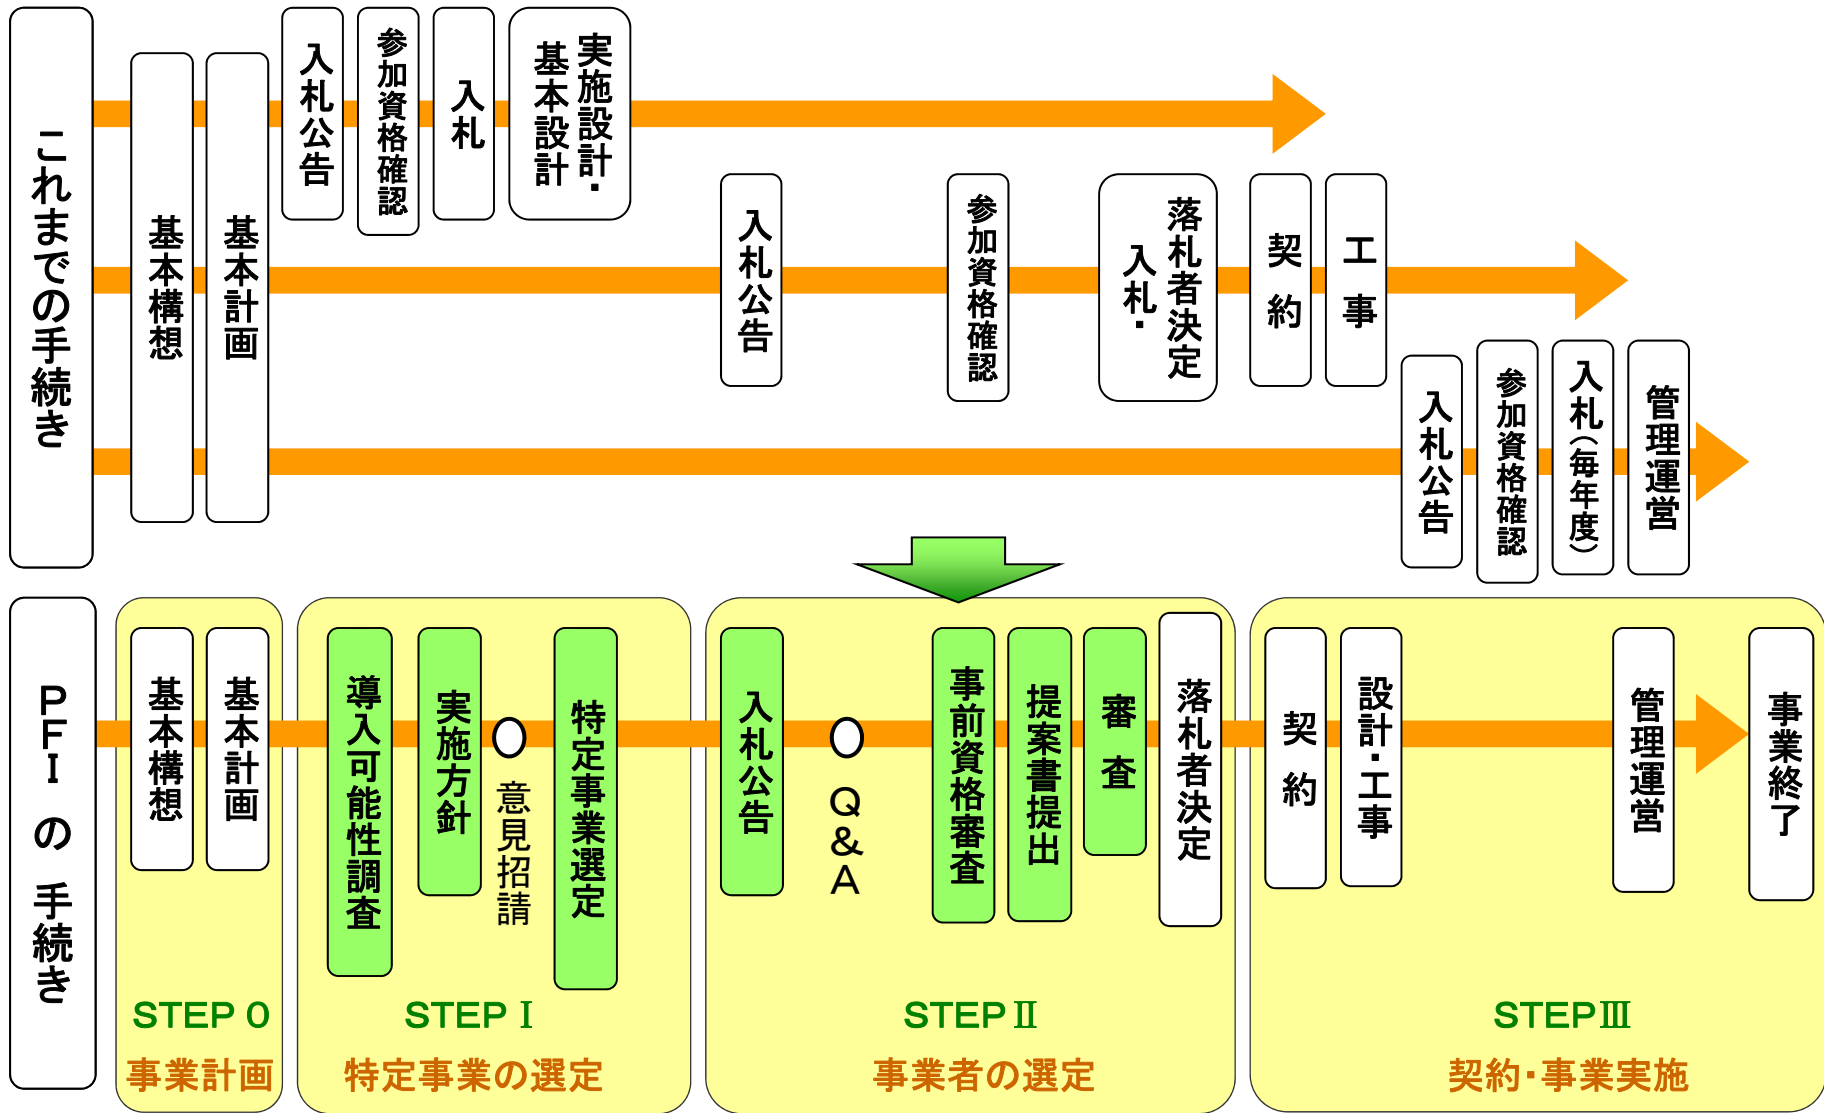 これまでの手続き
基本構想
基本計画
入札公告
参加資格確認
入札
実施設計・
基本設計
入札公告
参加資格確認
落札者決定
入札・
契約
工事
入札公告
参加資格確認
入札(毎年度)
管理運営
PFIの手続き
基本構想
基本計画
導入可能性調査
実施方針
意見招請
特定事業選定
入札公告
Q&A
事前資格審査
提案書提出
審査
落札者決定
契約
設計・工事
管理運営
事業終了
STEP 0
事業計画
STEP Ⅰ
特定事業の選定
STEP Ⅱ
事業者の選定
STEP Ⅲ
契約・事業実施